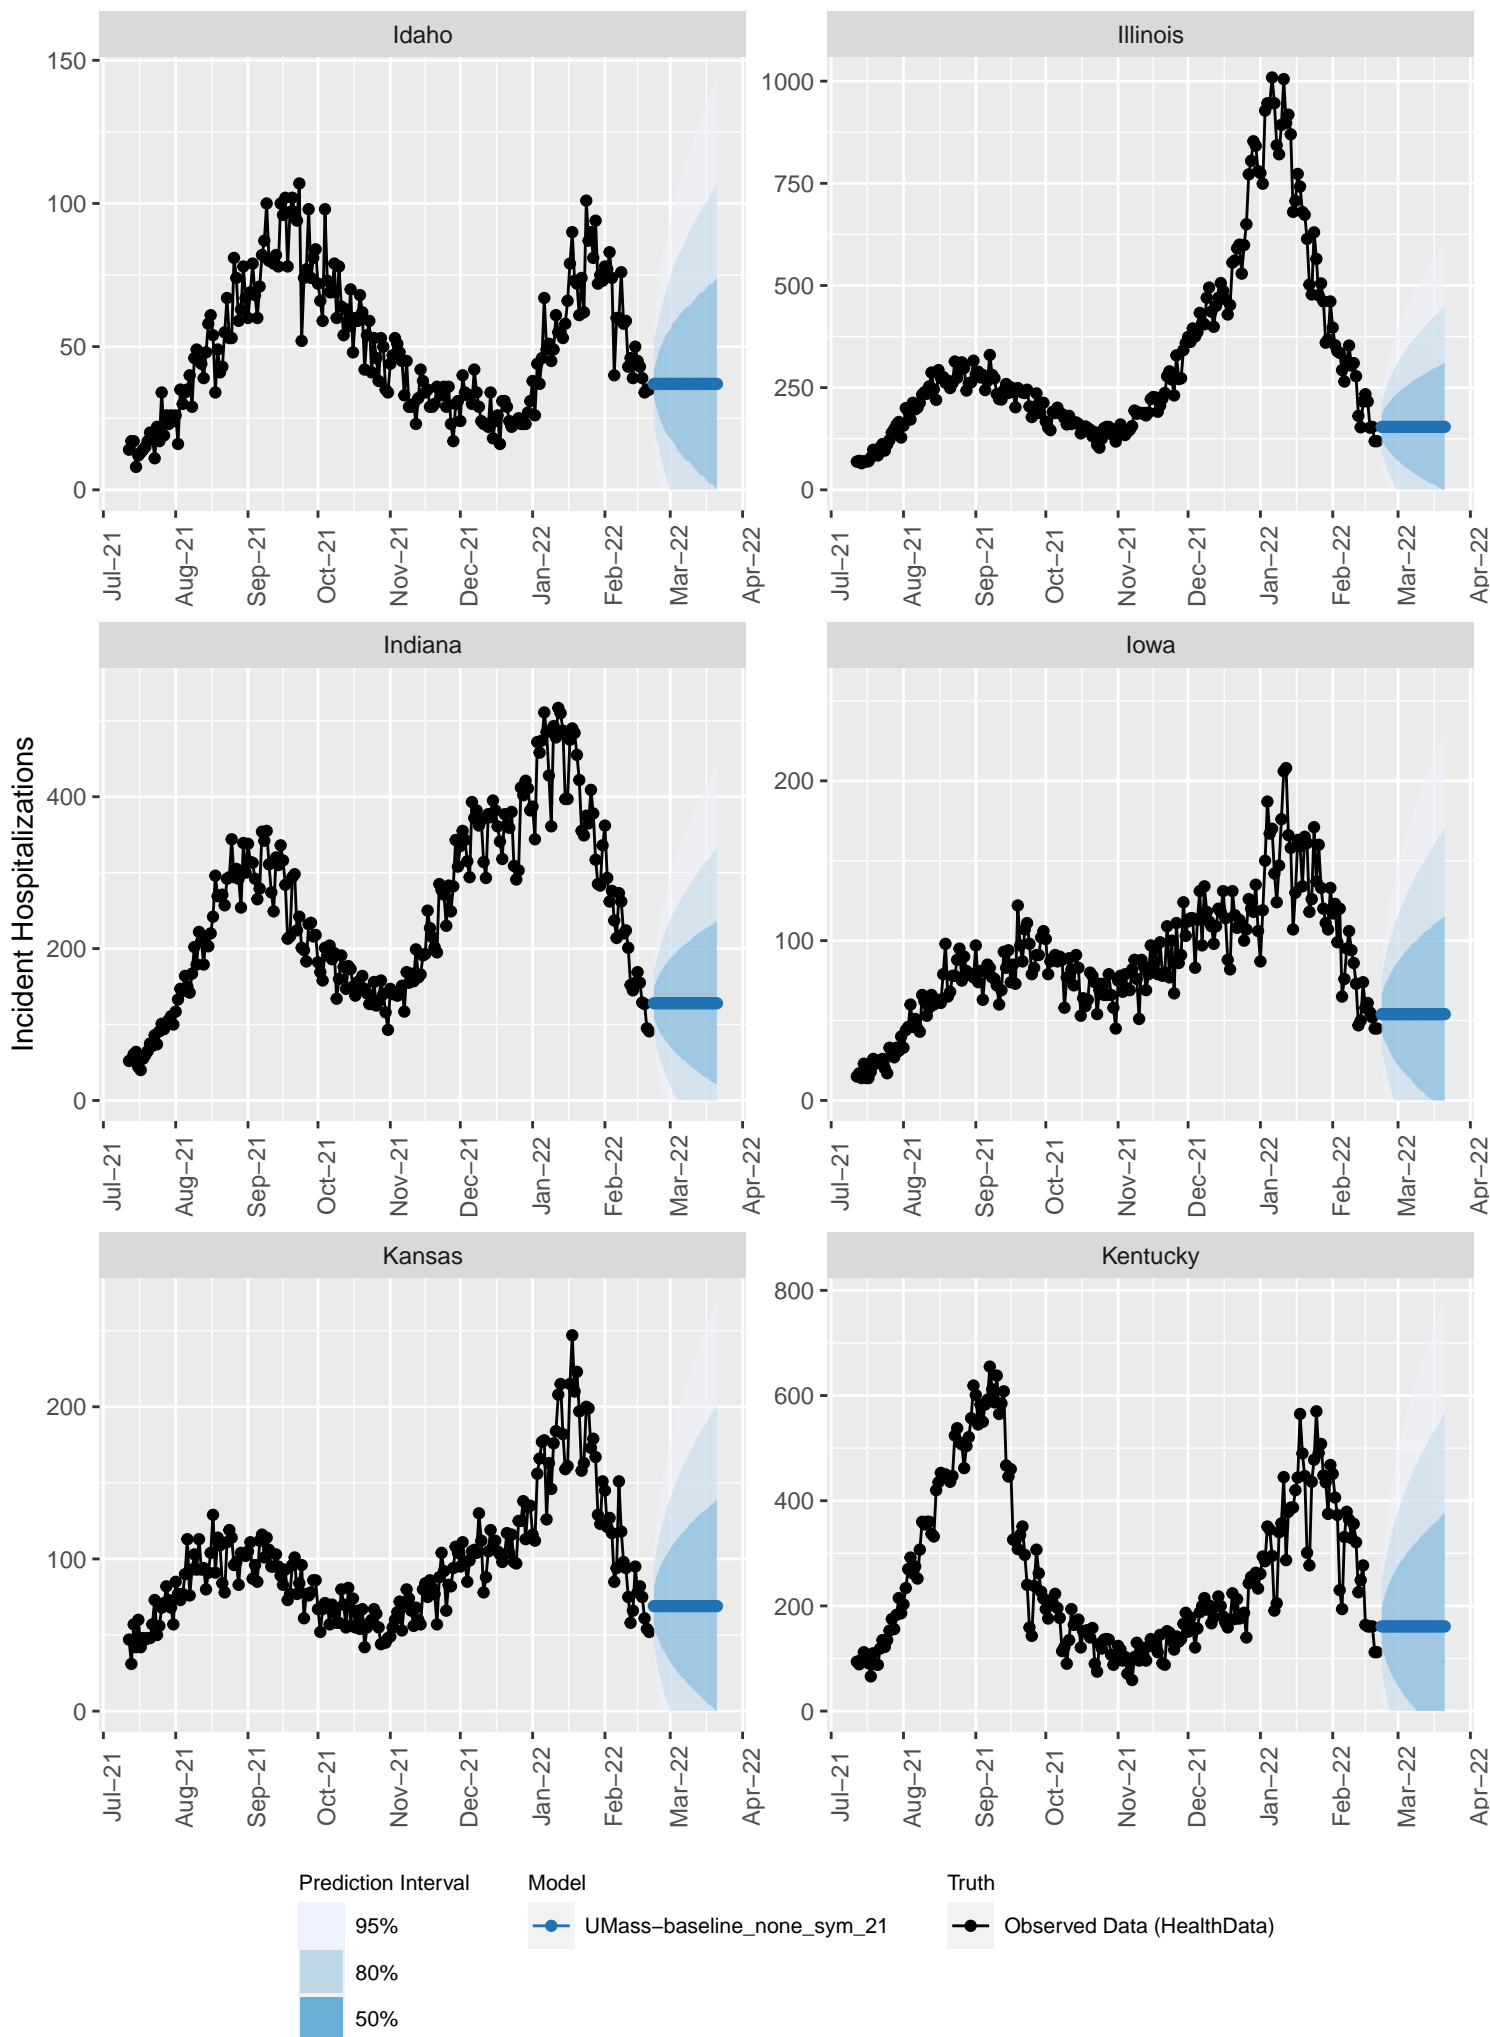 Idaho
Illinois
150
100
50
0
1000
750
500
250
0
Jul−21
Aug−21
Sep−21
Oct−21
Nov−21
Dec−21
Jan−22
Feb−22
Mar−22
Apr−22
Jul−21
Aug−21
Sep−21
Oct−21
Nov−21
Dec−21
Jan−22
Feb−22
Mar−22
Apr−22
Incident Hospitalizations
Indiana
Iowa
400
200
0
200
100
0
Jul−21
Aug−21
Sep−21
Oct−21
Nov−21
Dec−21
Jan−22
Feb−22
Mar−22
Apr−22
Jul−21
Aug−21
Sep−21
Oct−21
Nov−21
Dec−21
Jan−22
Feb−22
Mar−22
Apr−22
Kansas
Kentucky
200
100
0
800
600
400
200
0
Jul−21
Aug−21
Sep−21
Oct−21
Nov−21
Dec−21
Jan−22
Feb−22
Mar−22
Apr−22
Jul−21
Aug−21
Sep−21
Oct−21
Nov−21
Dec−21
Jan−22
Feb−22
Mar−22
Apr−22
Prediction Interval
95%
80%
50%
Model
UMass−baseline_none_sym_21
Truth
Observed Data (HealthData)